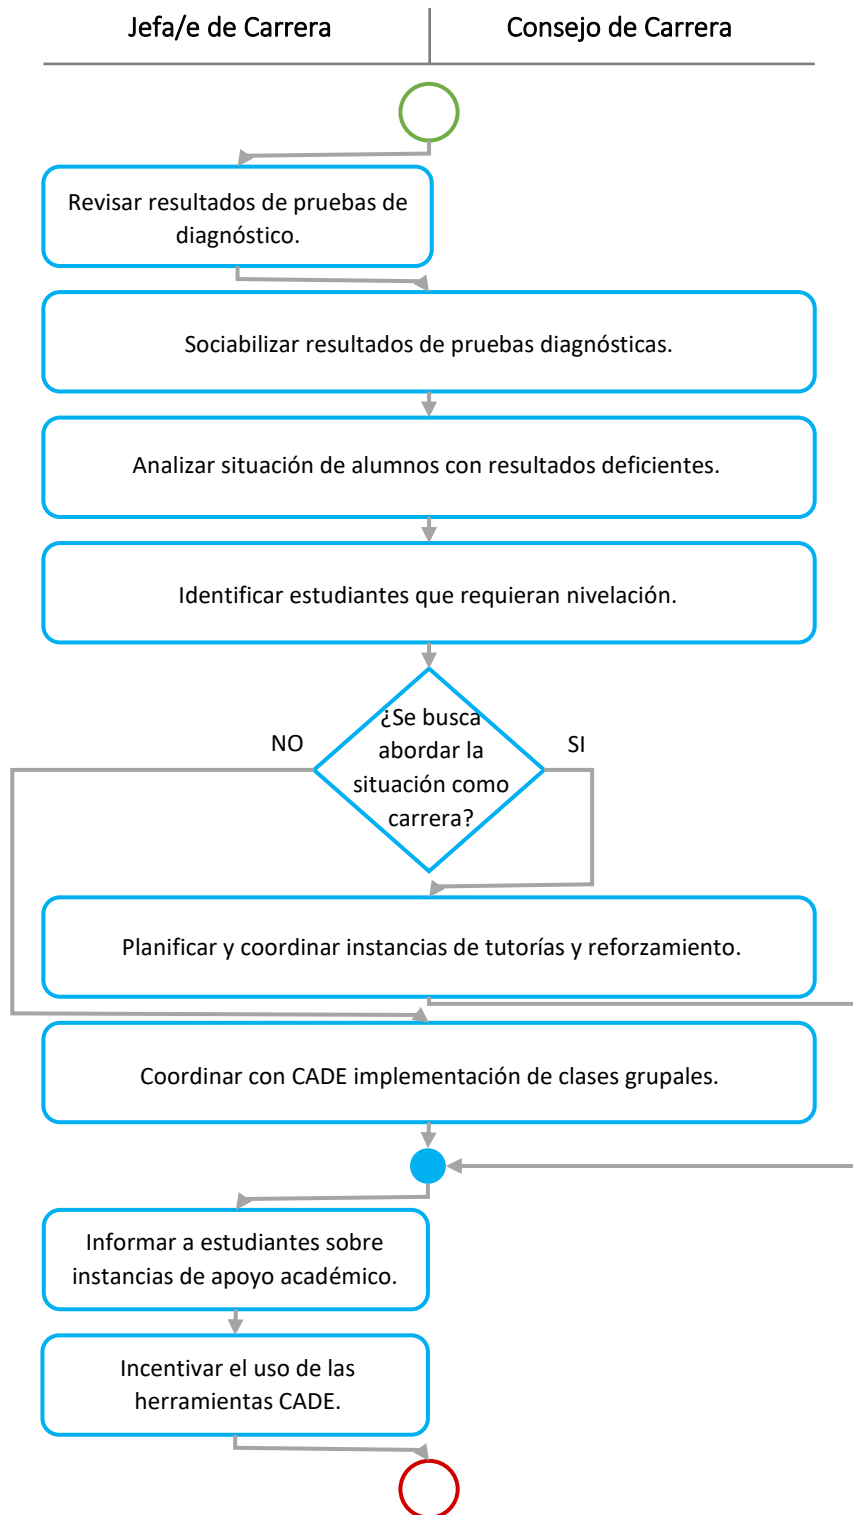 Jefa/e de Carrera
Consejo de Carrera
Revisar resultados de pruebas de
diagnóstico.
Sociabilizar resultados de pruebas diagnósticas.
Analizar situación de alumnos con resultados deficientes.
Identificar estudiantes que requieran nivelación.
¿Se busca
abordar la
situación como
carrera?
NO
SI
Planificar y coordinar instancias de tutorías y reforzamiento.
Coordinar con CADE implementación de clases grupales.
Informar a estudiantes sobre
instancias de apoyo académico.
Incentivar el uso de las
herramientas CADE.